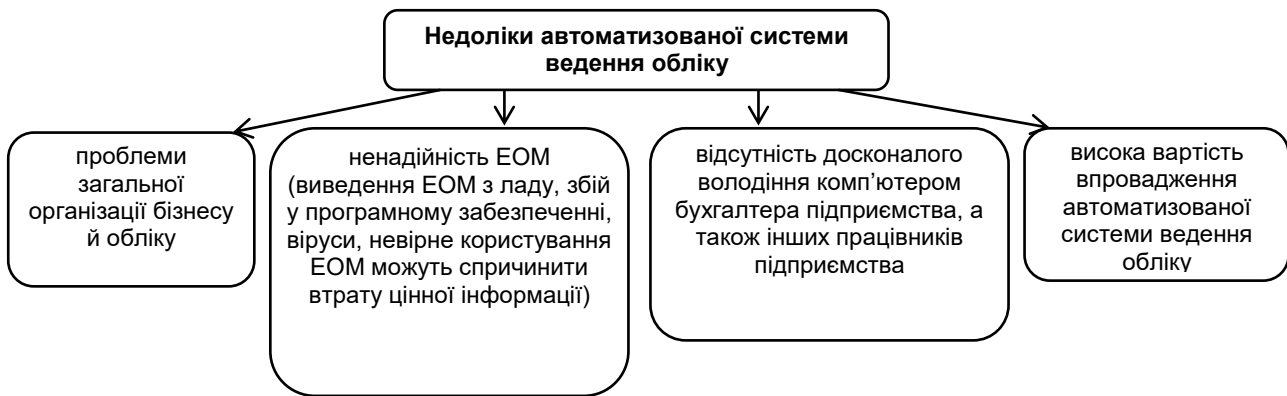 Недоліки автоматизованої системи
ведення обліку
проблеми
загальної
організації бізнесу
й обліку
ненадійність ЕОМ
(виведення ЕОМ з ладу, збій
у програмному забезпеченні,
віруси, невірне користування
ЕОМ можуть спричинити
втрату цінної інформації)
відсутність досконалого
володіння комп’ютером
бухгалтера підприємства, а
також інших працівників
підприємства
висока вартість
впровадження
автоматизованої
системи ведення
обліку